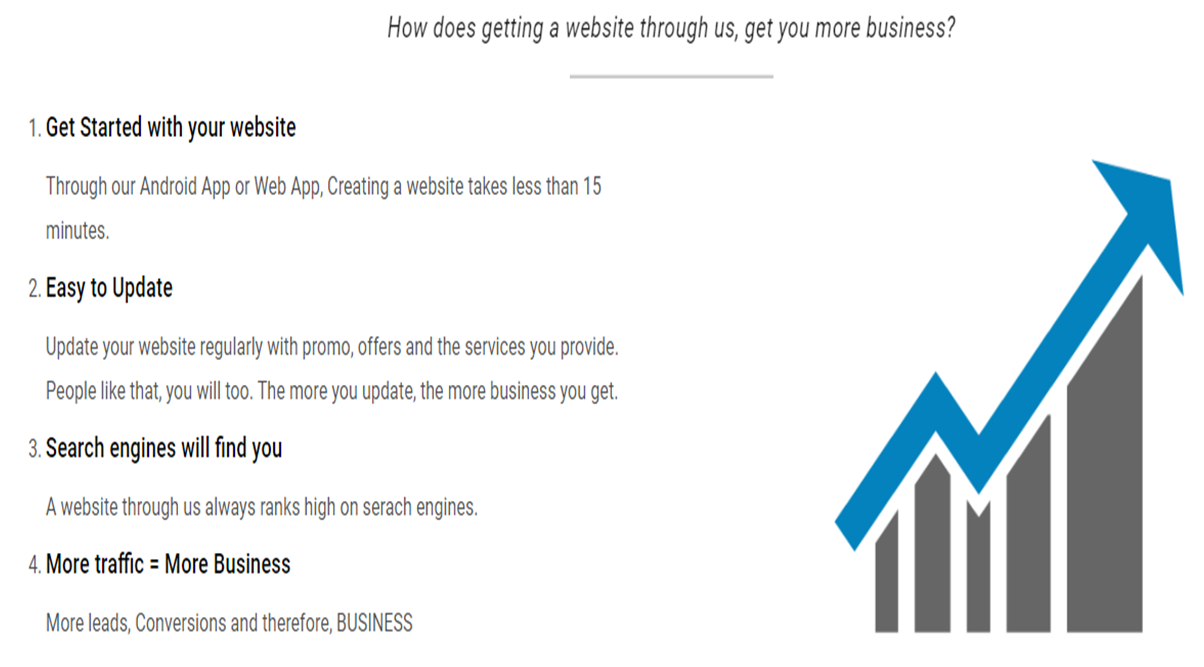 How does getting a website through us, get you more business?
1. Get Started with your website
Through our Android App or Web App, Creating a website takes less than 15
minutes.
2. Easy to Update
Update your website regularly with promo, offers and the services you provide.
People like that, you will too. The more you update, the more business you get.
3. Search engines will find you
A website through us always ranks high on serach engines.
4. More traffic = More Business
More leads, Conversions and therefore, BUSINESS